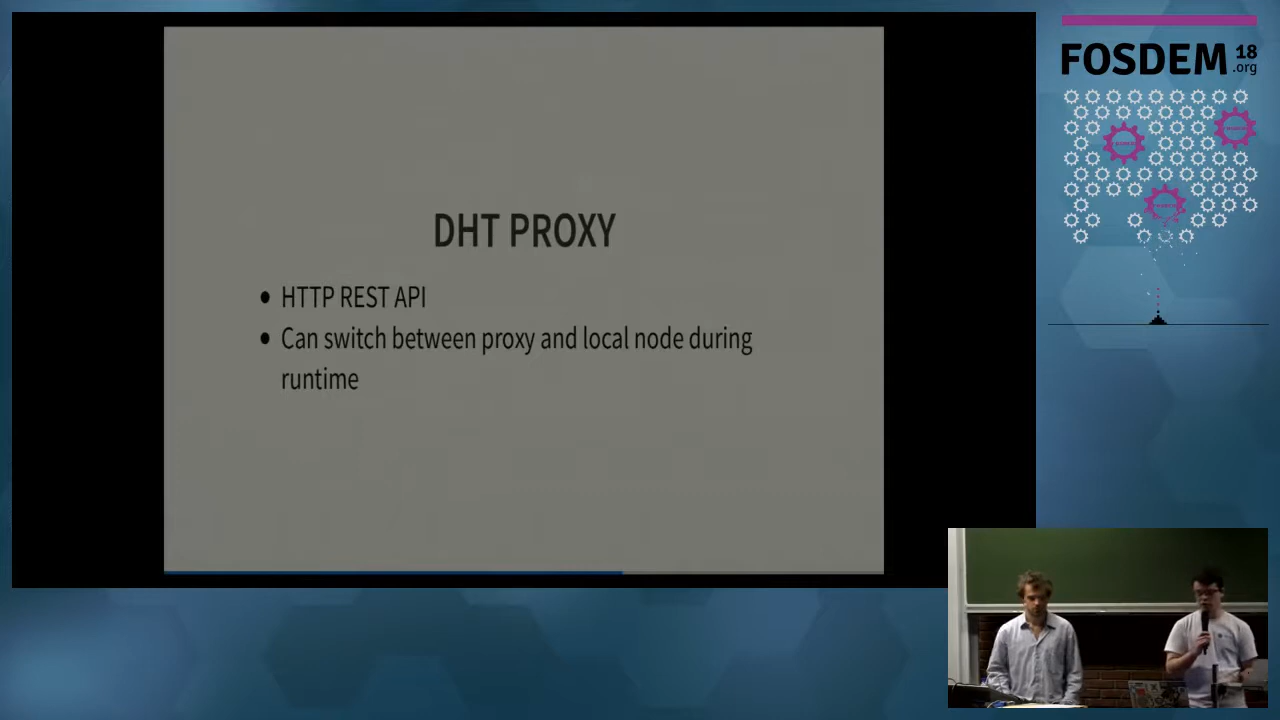 DHT PROXY
HTTP REST API
Can switch between proxy and local node during
runtime
FOSDEM 18
.org